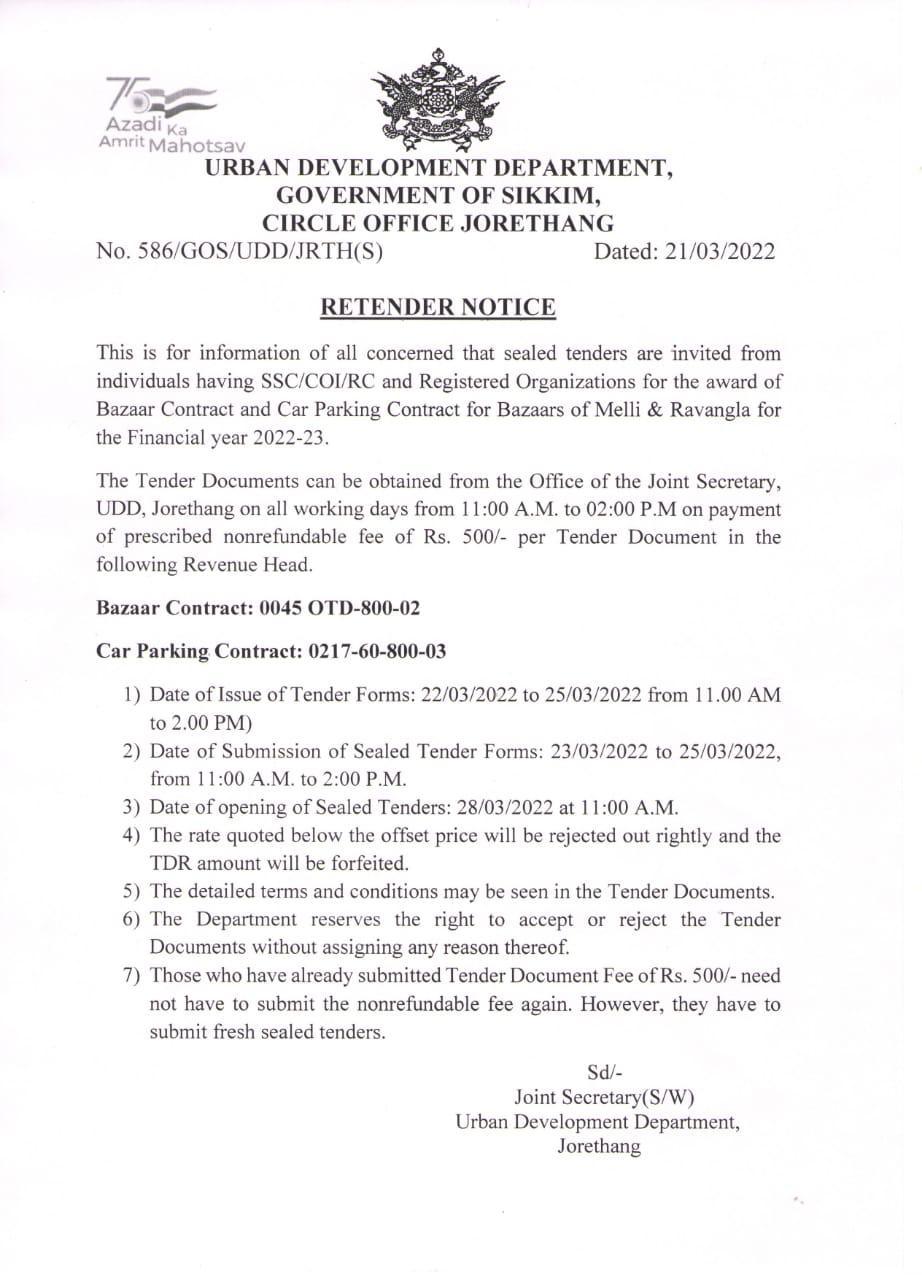 75
Azadi Ka
Amrit Mahotsav
URBAN DEVELOPMENT DEPARTMENT,
GOVERNMENT OF SIKKIM,
CIRCLE OFFICE JORETHANG
No. 586/GOS/UDD/JRTH(S) Dated: 21/03/2022
RETENDER NOTICE
This is for information of all concerned that sealed tenders are invited from
individuals having SSC/COI/RC and Registered Organizations for the award of
Bazaar Contract and Car Parking Contract for Bazaars of Melli & Ravangla for
the Financial year 2022-23.
The Tender Documents can be obtained from the Office of the Joint Secretary,
UDD, Jorethang on all working days from 11:00 A.M. to 02:00 P.M on payment
of prescribed nonrefundable fee of Rs. 500/- per Tender Document in the
following Revenue Head.
Bazaar Contract: 0045 OTD-800-02
Car Parking Contract: 0217-60-800-03
1) Date of Issue of Tender Forms: 22/03/2022 to 25/03/2022 from 11.00 AM
to 2.00 PM)
2) Date of Submission of Sealed Tender Forms: 23/03/2022 to 25/03/2022,
from 11:00 A.M. to 2:00 P.M.
3) Date of opening of Sealed Tenders: 28/03/2022 at 11:00 A.M.
4) The rate quoted below the offset price will be rejected out rightly and the
TDR amount will be forfeited.
5) The detailed terms and conditions may be seen in the Tender Documents.
6) The Department reserves the right to accept or reject the Tender
Documents without assigning any reason thereof.
7) Those who have already submitted Tender Document Fee of Rs. 500/- need
not have to submit the nonrefundable fee again. However, they have to
submit fresh sealed tenders.
Sd/-
Joint Secretary(S/W)
Urban Development Department,
Jorethang